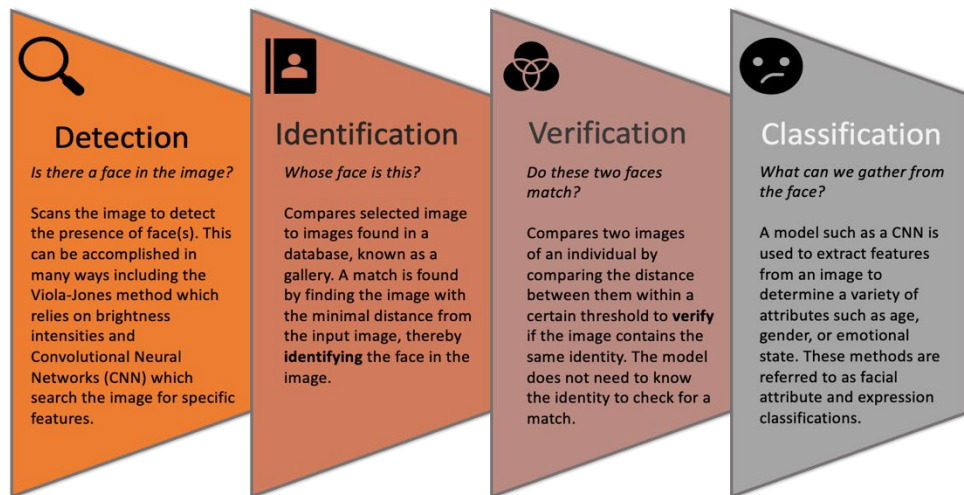 Detection
Is there a face in the image?
Scans the image to detect
the presence of face(s). This
can be accomplished in
many ways including the
Viola-Jones method which
relies on brightness
intensities and
Convolutional Neural
Networks (CNN) which
search the image for specific
features.
Identification
Whose face is this?
Compares selected image
to images found in a
database, known as a
gallery. A match is found
by finding the image with
the minimal distance from
the input image, thereby
identifying the face in the
image.
Verification
Do these two faces
match?
Compares two images
of an individual by
comparing the distance
between them within a
certain threshold to verify
if the image contains the
same identity. The model
does not need to know
the identity to check for a
match.
Classification
What can we gather from
the face?
A model such as a CNN is
used to extract features
from an image to
determine a variety of
attributes such as age,
gender, or emotional
state. These methods are
referred to as facial
attribute and expression
classifications.